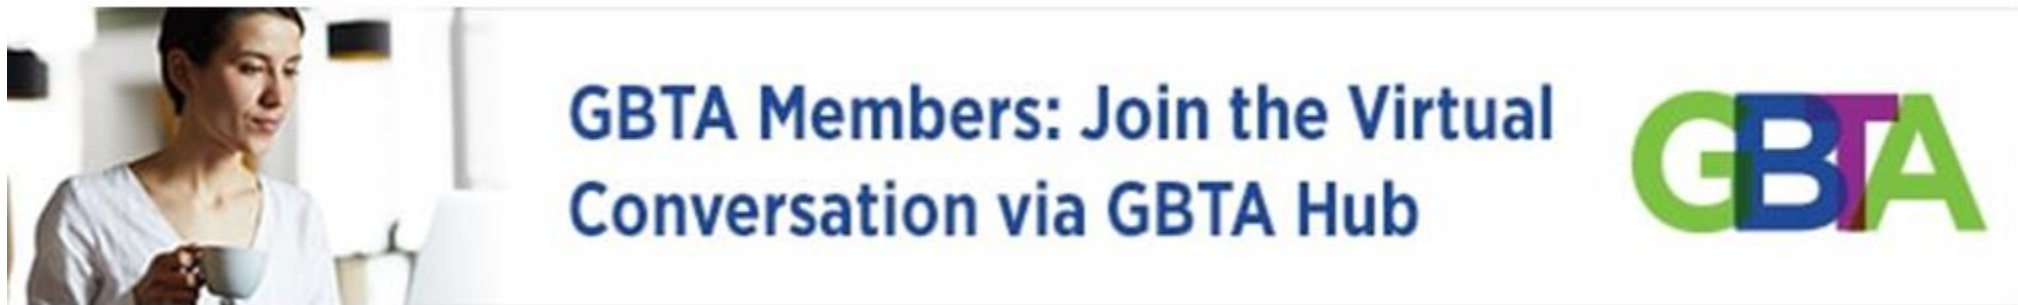 GBTA Members: Join the Virtual
Conversation via GBTA Hub
GBTA